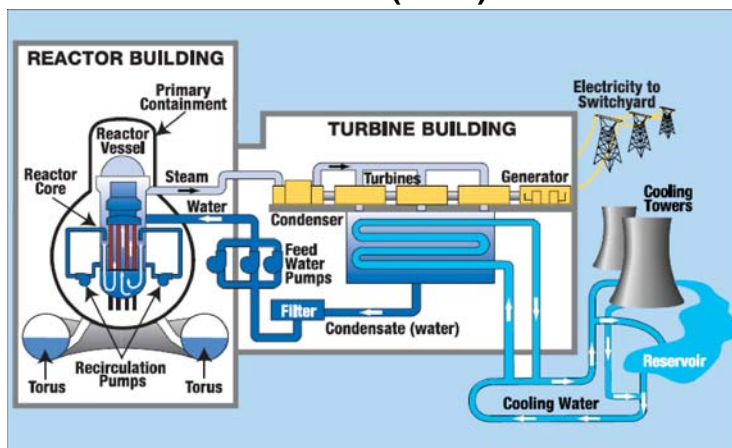 REACTOR BUILDING
Primary
Containment
Reactor
Vessel
Reactor
Core
Steam
Water
TURBINE BUILDING
Turbines
Generator
Condenser
Feed
Water
Pumps
Filter
Condensate (water)
Torus
Recirculation
Pumps
Torus
Electricity to
Switchyard
Cooling
Towers
Reservoir
Cooling Water